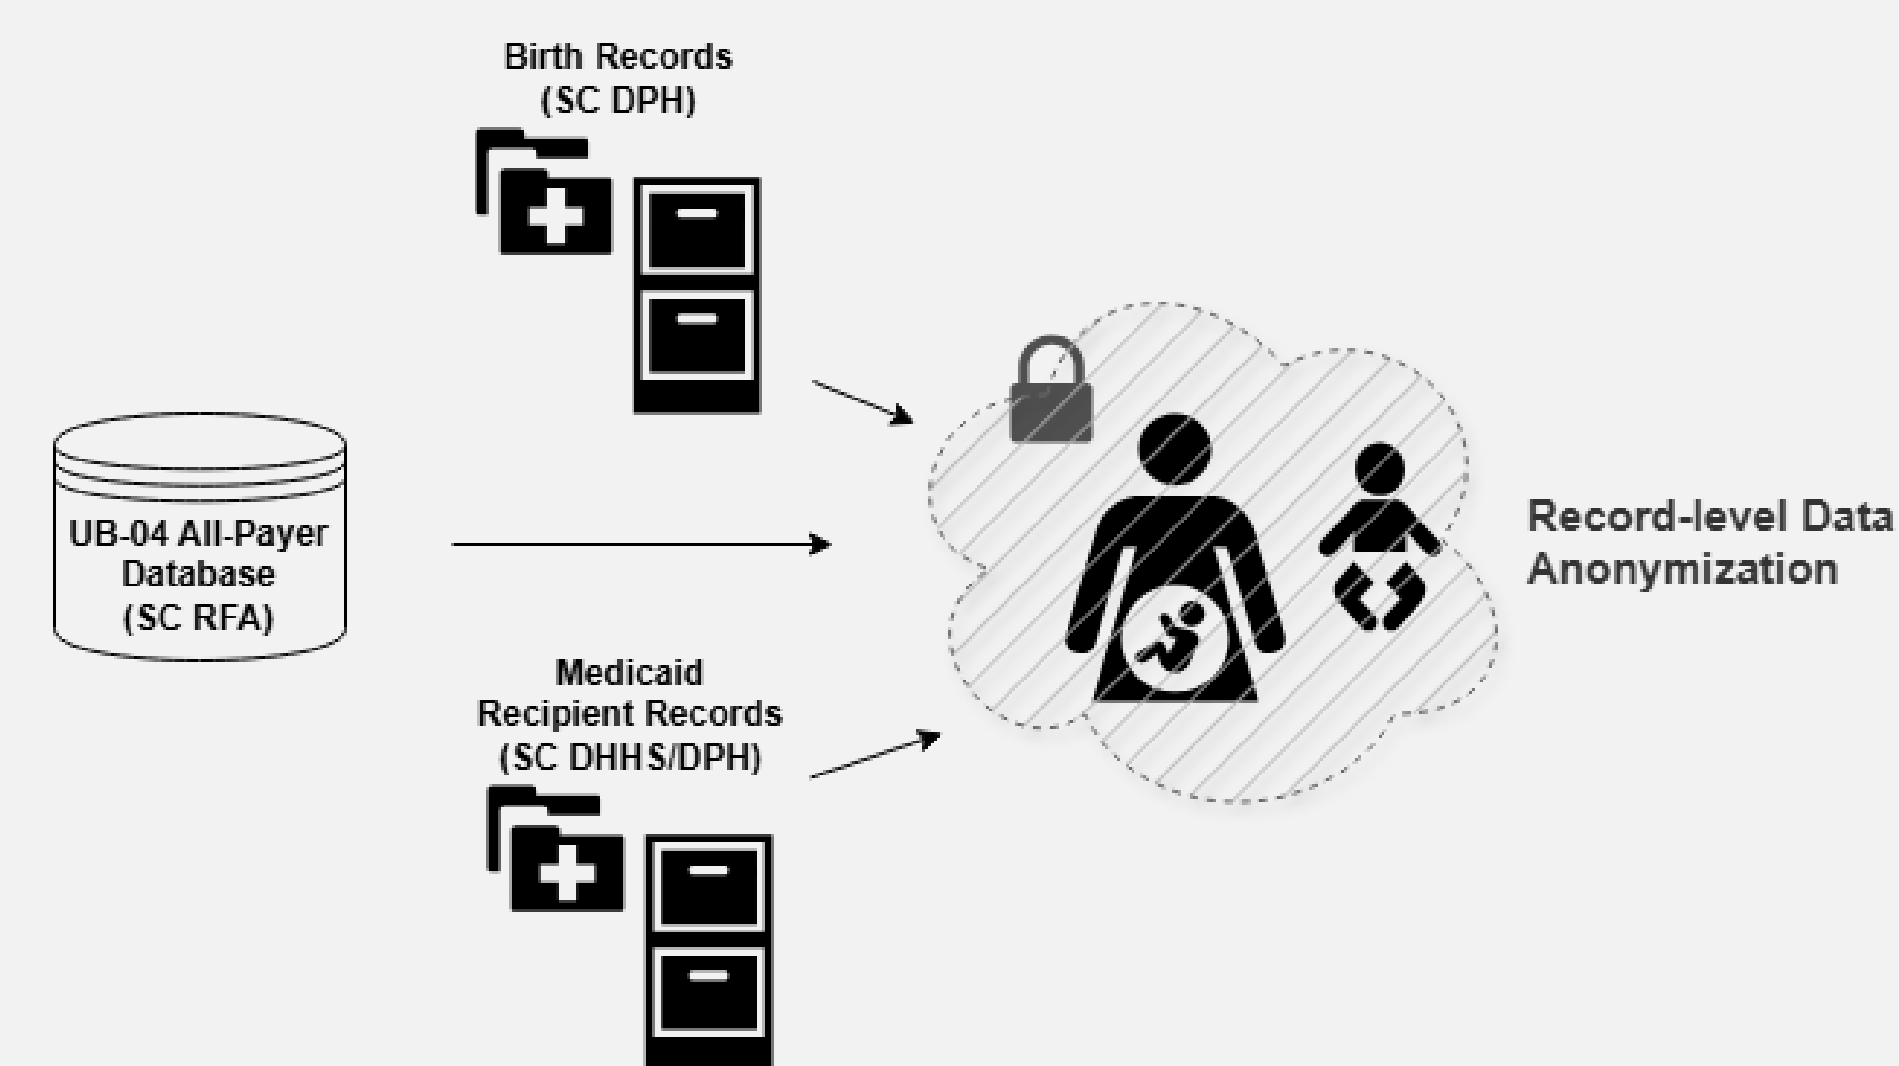 Birth Records
(SC DPH)
UB-04 All-Payer
Database
(SC RFA)
Medicaid
Recipient Records
(SC DHHS/DPH)
Record-level Data
Anonymization